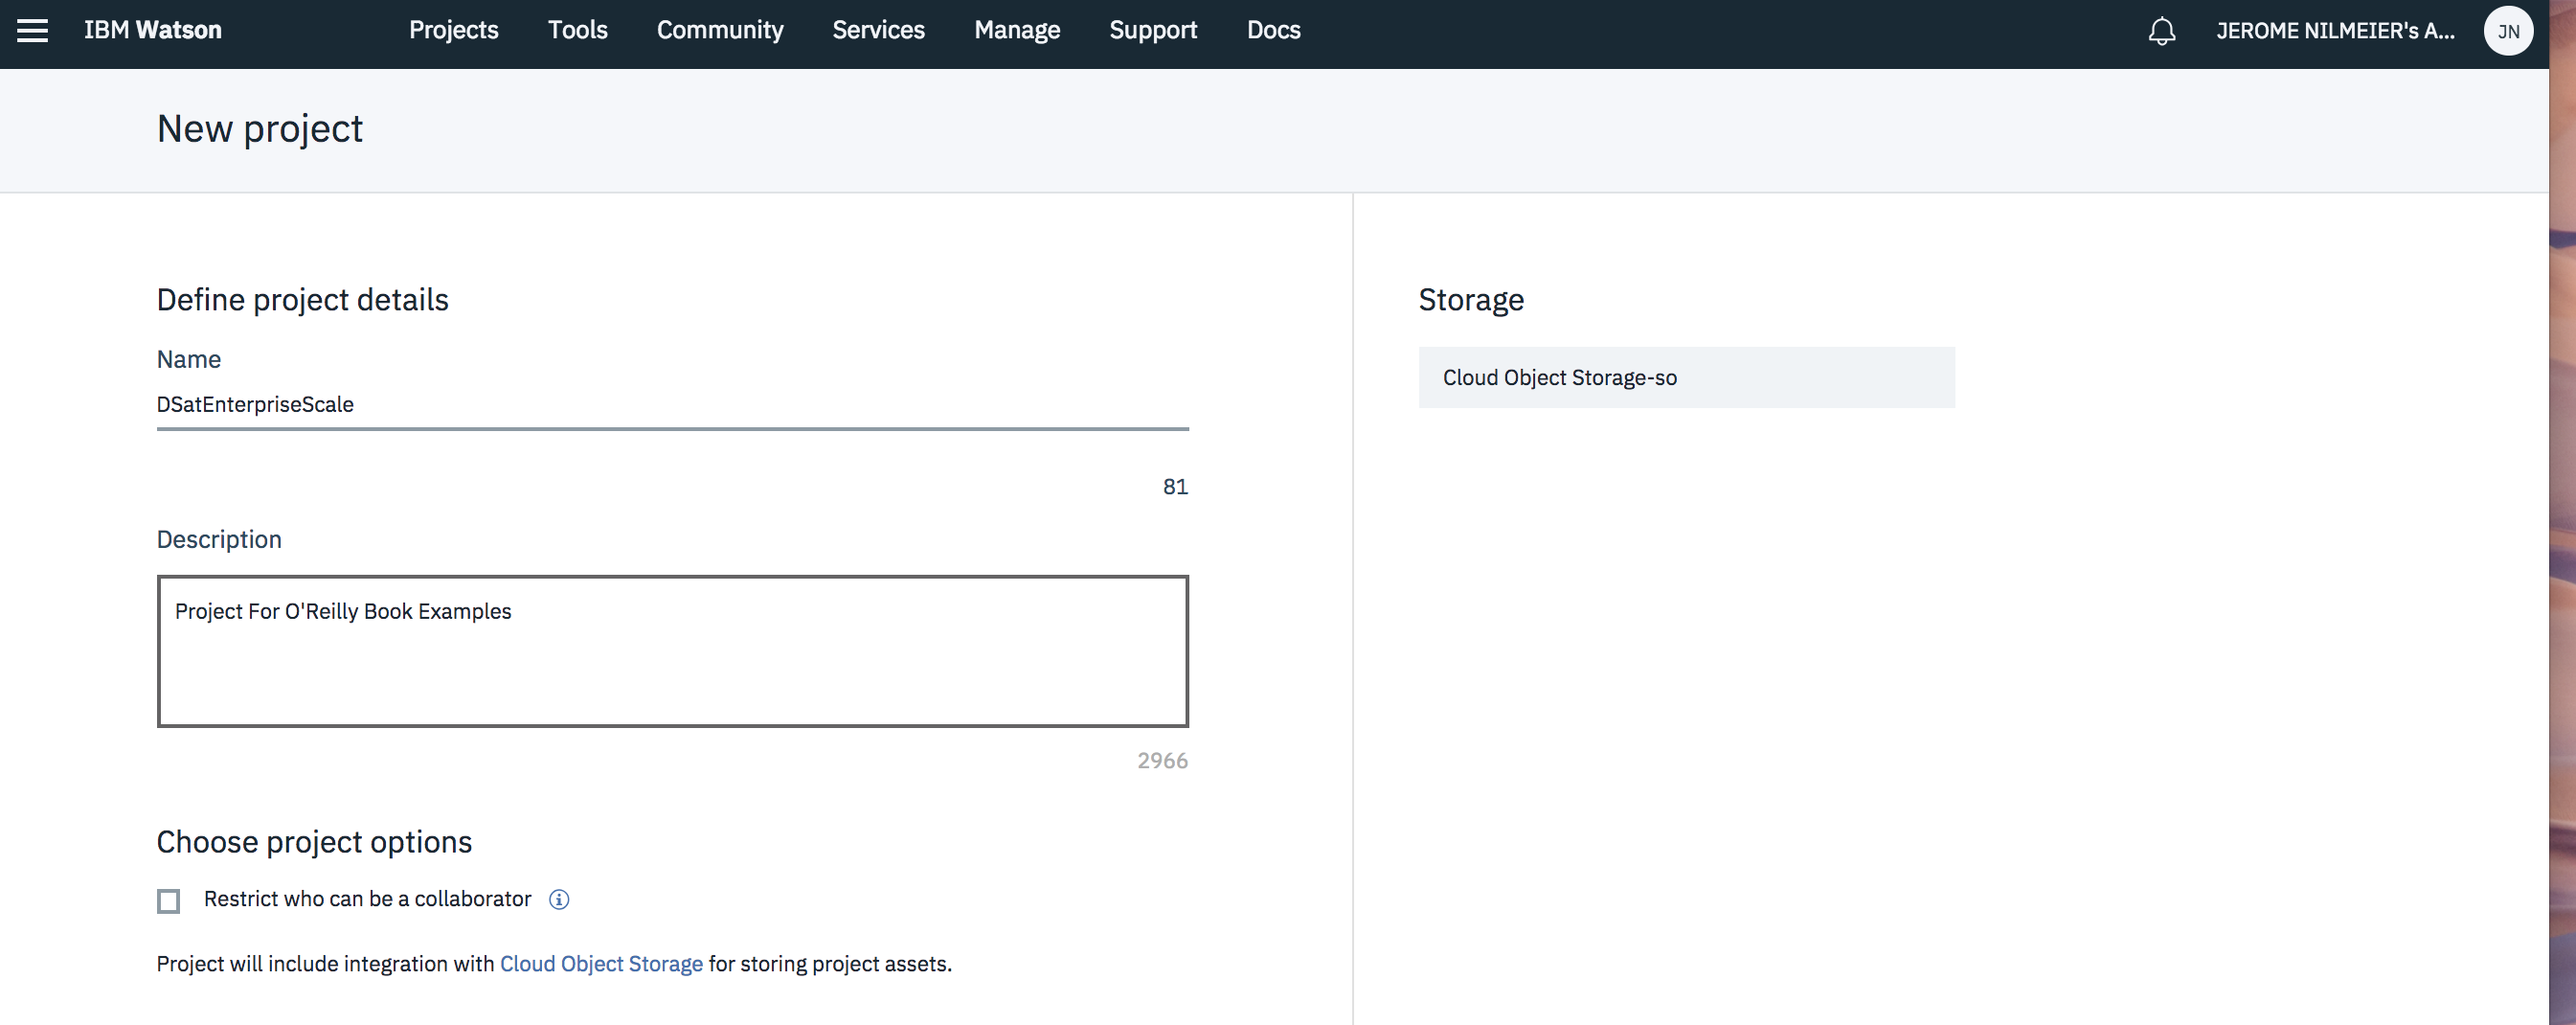 IBM Watson Projects Tools Community Services Manage Support Docs JEROME NILMEIER's A... JN
New project
Define project details
Name
DSatEnterpriseScale
81
Description
Project For O'Reilly Book Examples
2966
Choose project options
Restrict who can be a collaborator
Project will include integration with Cloud Object Storage for storing project assets.
Storage
Cloud Object Storage-so